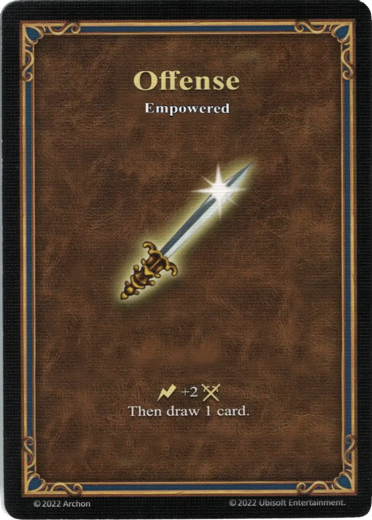 Offense
Empowered
+2
Then draw 1 card.
© 2022 Archon
© 2022 Ubisoft Entertainment.